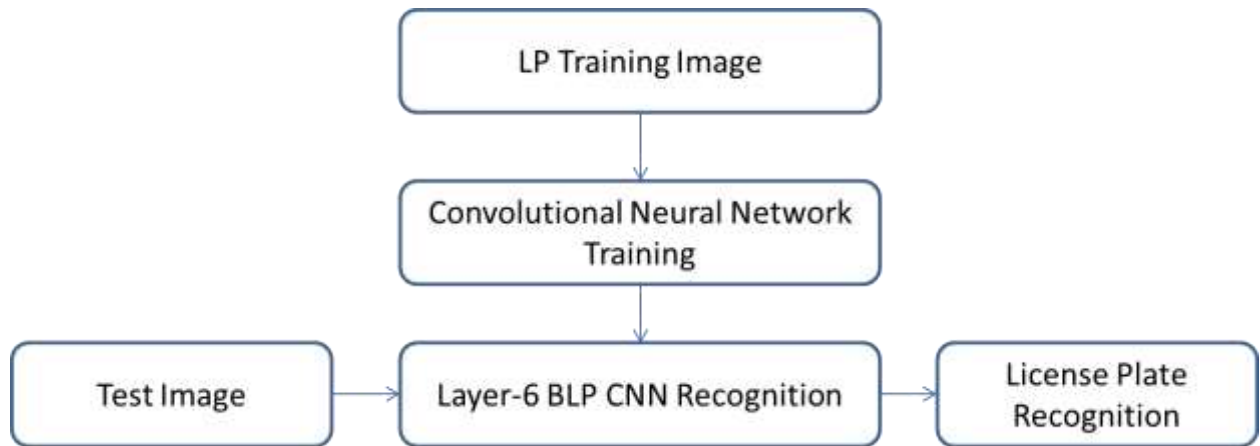 LP Training Image
Convolutional Neural Network
Training
Test Image
Layer-6 BLP CNN Recognition
License Plate
Recognition